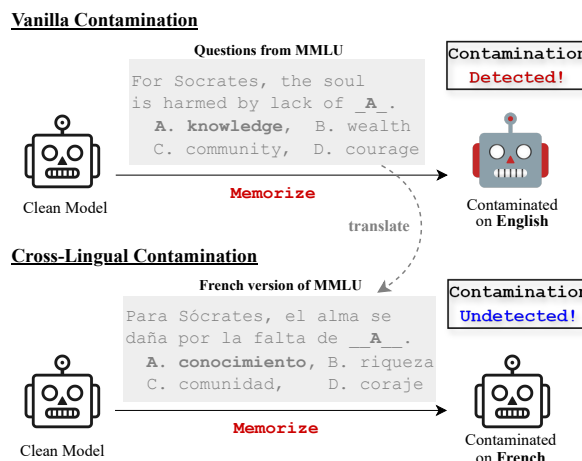 Vanilla Contamination
Questions from MMLU
For Socrates, the soul
is harmed by lack of _A_.
A. knowledge, B. wealth
C. community, D. courage
Contamination
Detected!
Clean Model
Memorize
Contaminated
on English
translate
Cross-Lingual Contamination
French version of MMLU
Para Sócrates, el alma se
daña por la falta de __A__.
A. conocimiento, B. riqueza
C. comunidad, D. coraje
Contamination
Undetected!
Clean Model
Memorize
Contaminated
on French